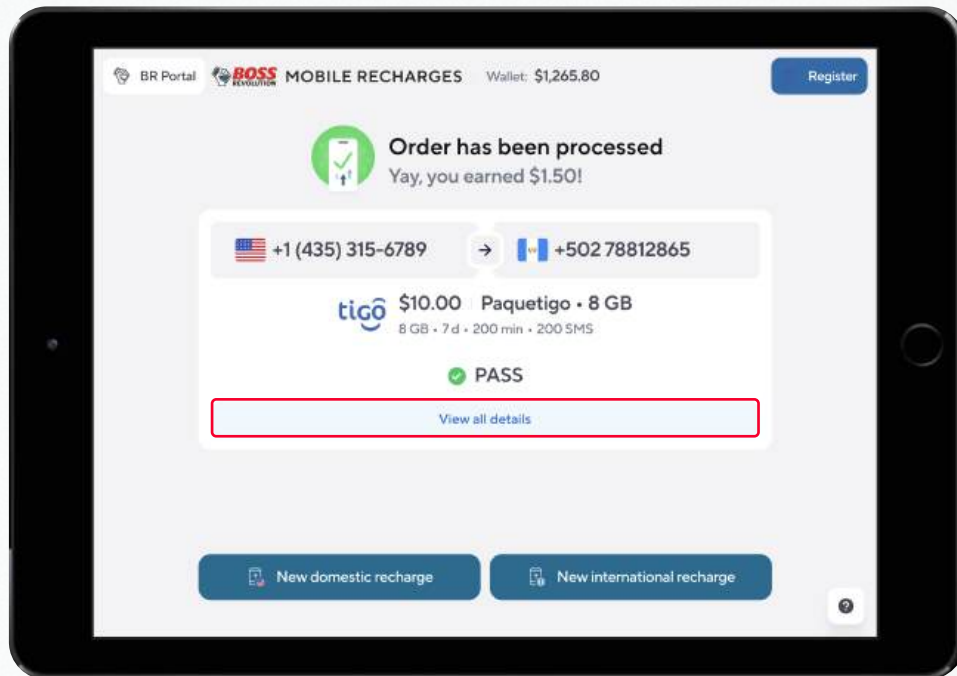 BR Portal BOSS REVOLUTION MOBILE RECHARGES Wallet: $1,265.80 Register
Order has been processed
Yay, you earned $1.50!
+1 (435) 315-6789 → +502 78812865
tigo $10.00 Paquetigo • 8 GB
8 GB • 7 d • 200 min • 200 SMS
PASS
View all details
New domestic recharge New international recharge
?